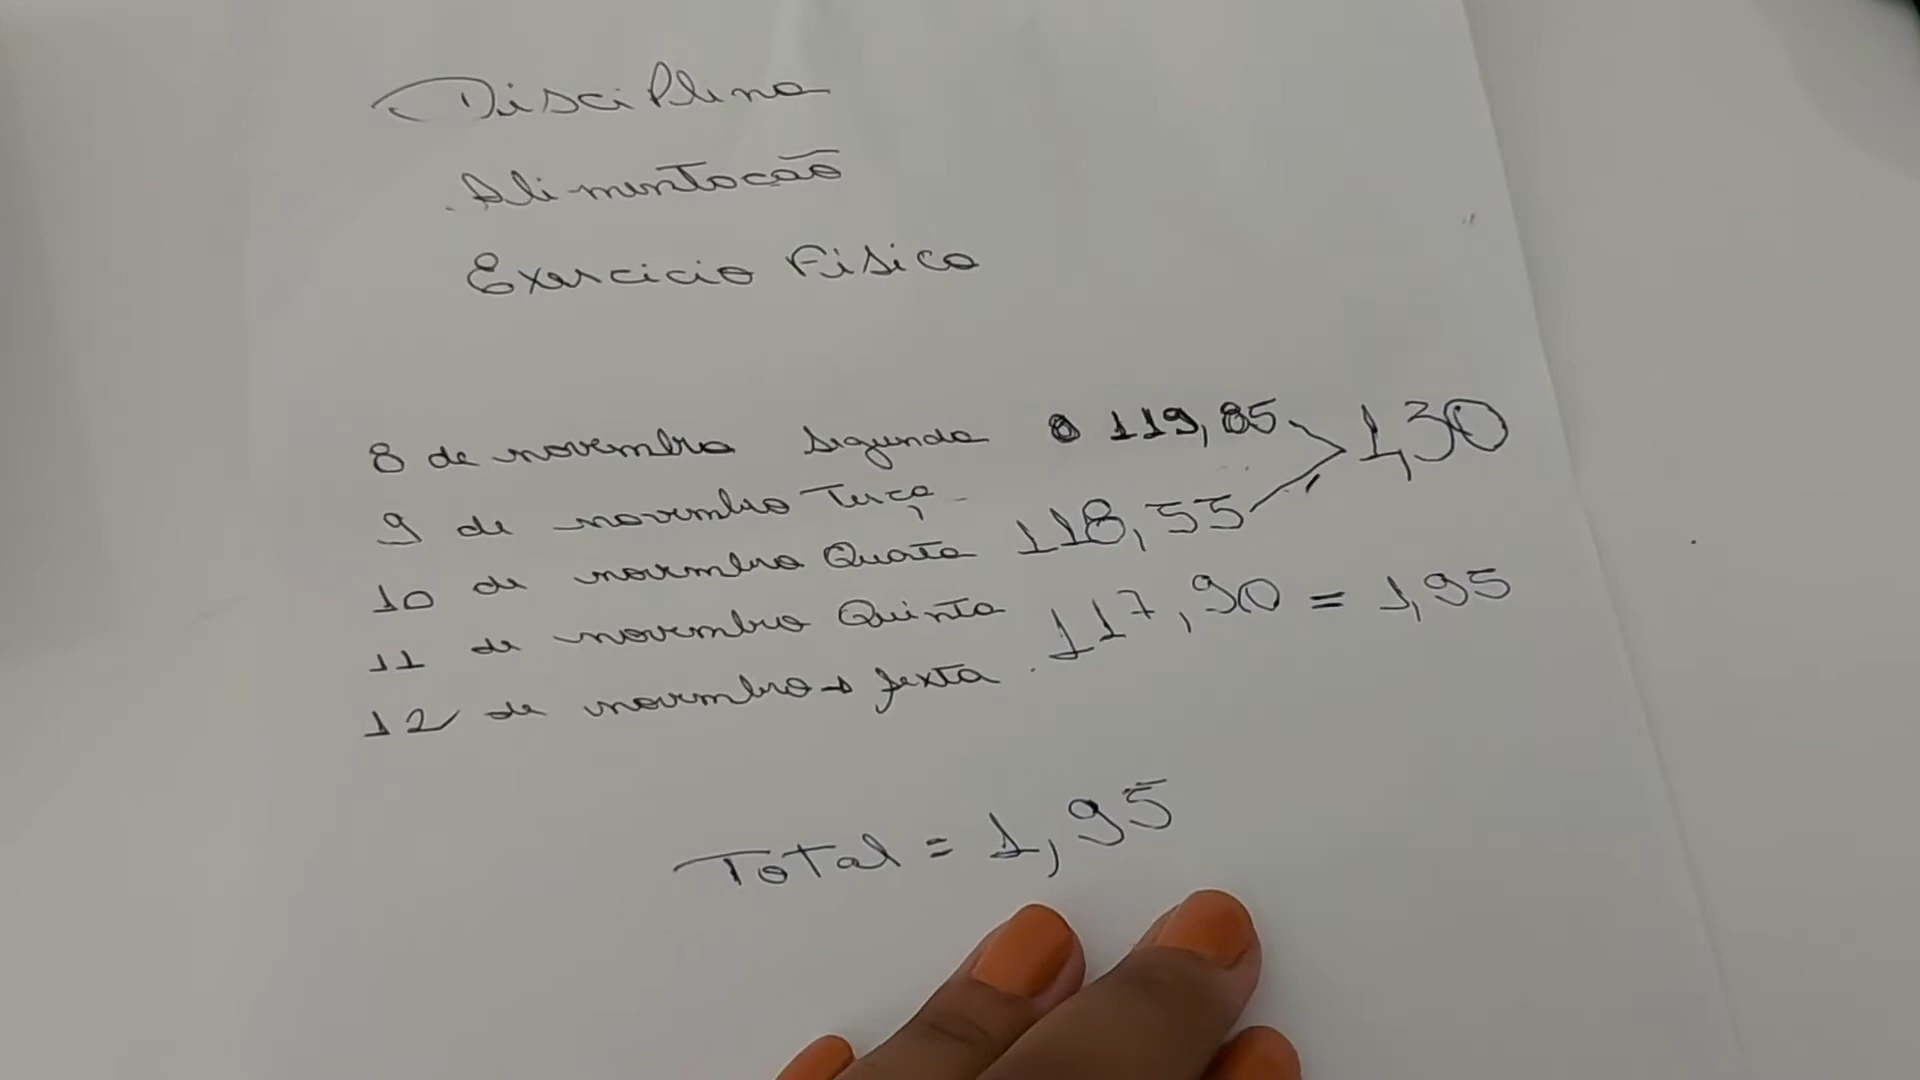 Disciplina
Alimentação
Exercicio Fisico
8 de novembro Segunda 119,85 1,30
9 de novembro Terça
10 de novembro Quarta 118,55
11 de novembro Quinta 117,90 = 1,95
12 de novembro → sexta
Total = 1,95